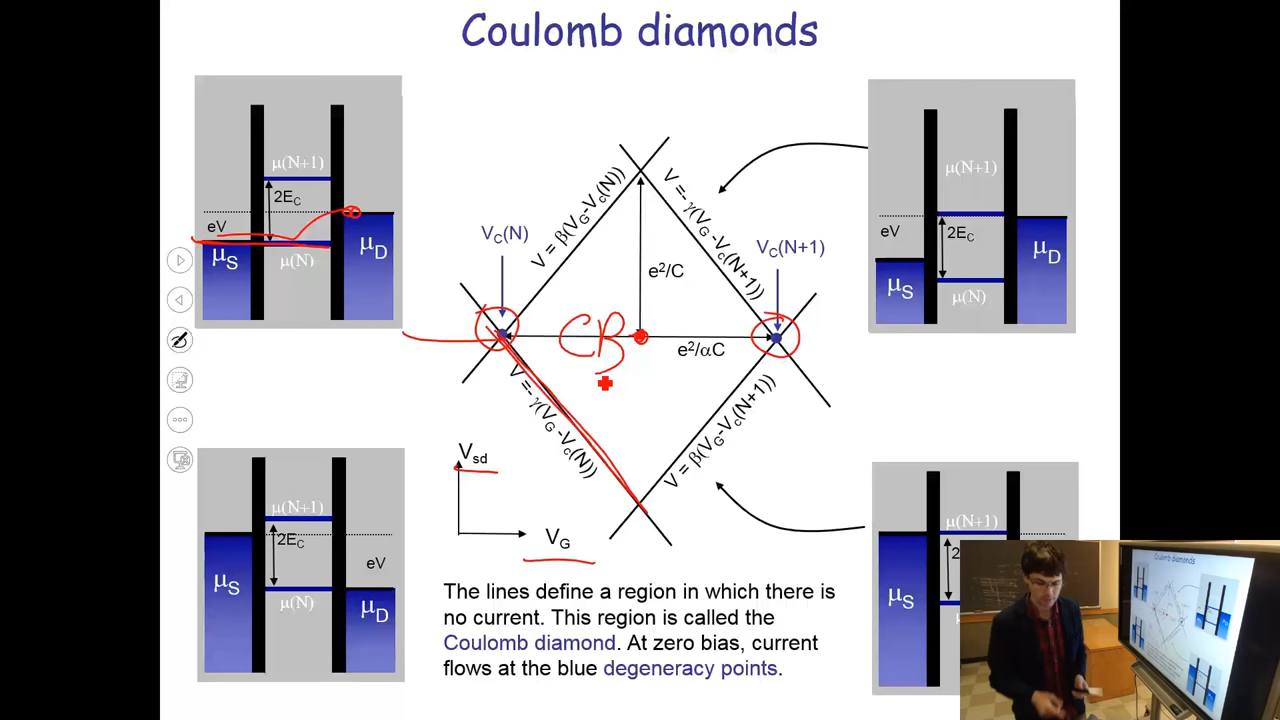 Coulomb diamonds
μ(N+1)
2E_C
eV
μ_S
μ(N)
μ_D
μ(N+1)
2E_C
eV
μ_S
μ(N)
μ_D
V = β(V_G-V_c(N))
V =- γ(V_G -V_c(N+1))
V_C(N)
V_C(N+1)
e²/C
CB
e²/αC
V =- γ(V_G -V_c(N))
V = β(V_G-V_c(N+1))
V_sd
V_G
μ(N+1)
2E_C
eV
μ_S
μ(N)
μ_D
μ(N+1)
μ_S
The lines define a region in which there is
no current. This region is called the
Coulomb diamond. At zero bias, current
flows at the blue degeneracy points.
Coulomb diamonds